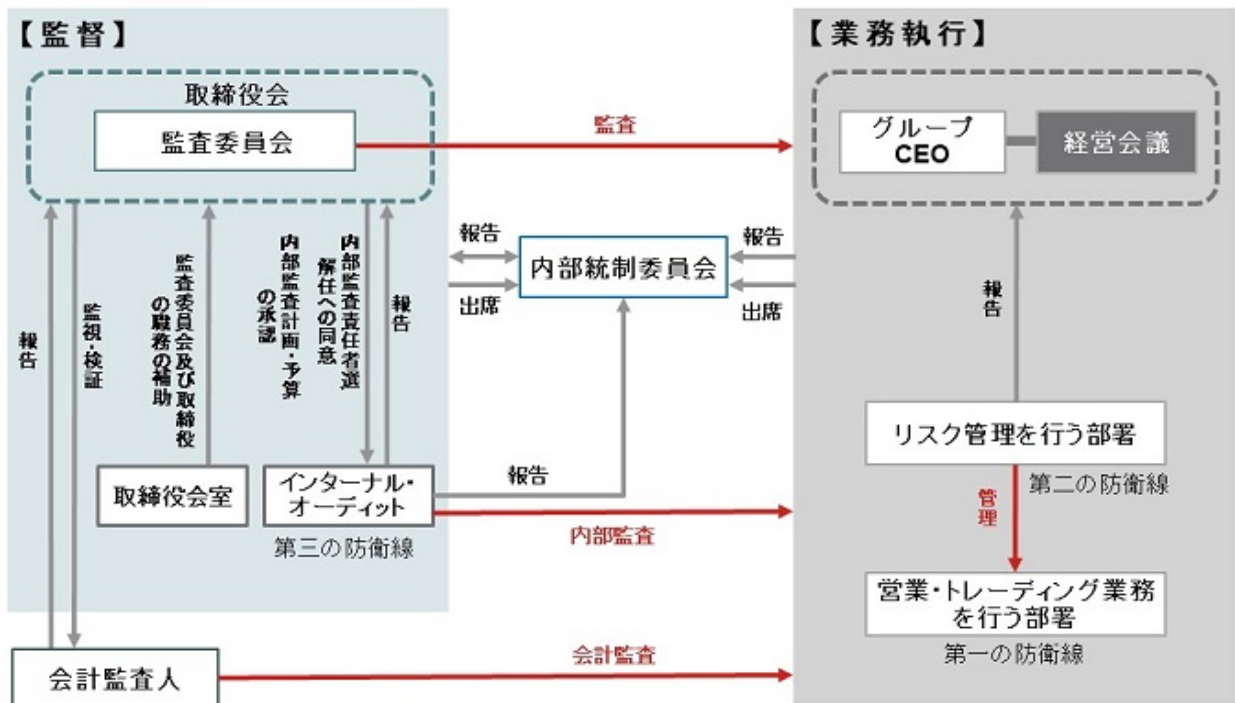 【監督】
取締役会
監査委員会
監査
【業務執行】
グループ
CEO
経営会議
報告
出席
内部統制委員会
報告
出席
報告
監視・検証
監査委員会及び取締役
の職務の補助
内部監査計画・予算
の承認
内部監査責任者選
解任への同意
報告
報告
取締役会室
インターナル・
オーディット
第三の防衛線
報告
内部監査
リスク管理を行う部署
第二の防衛線
管理
営業・トレーディング業務
を行う部署
第一の防衛線
会計監査人
会計監査